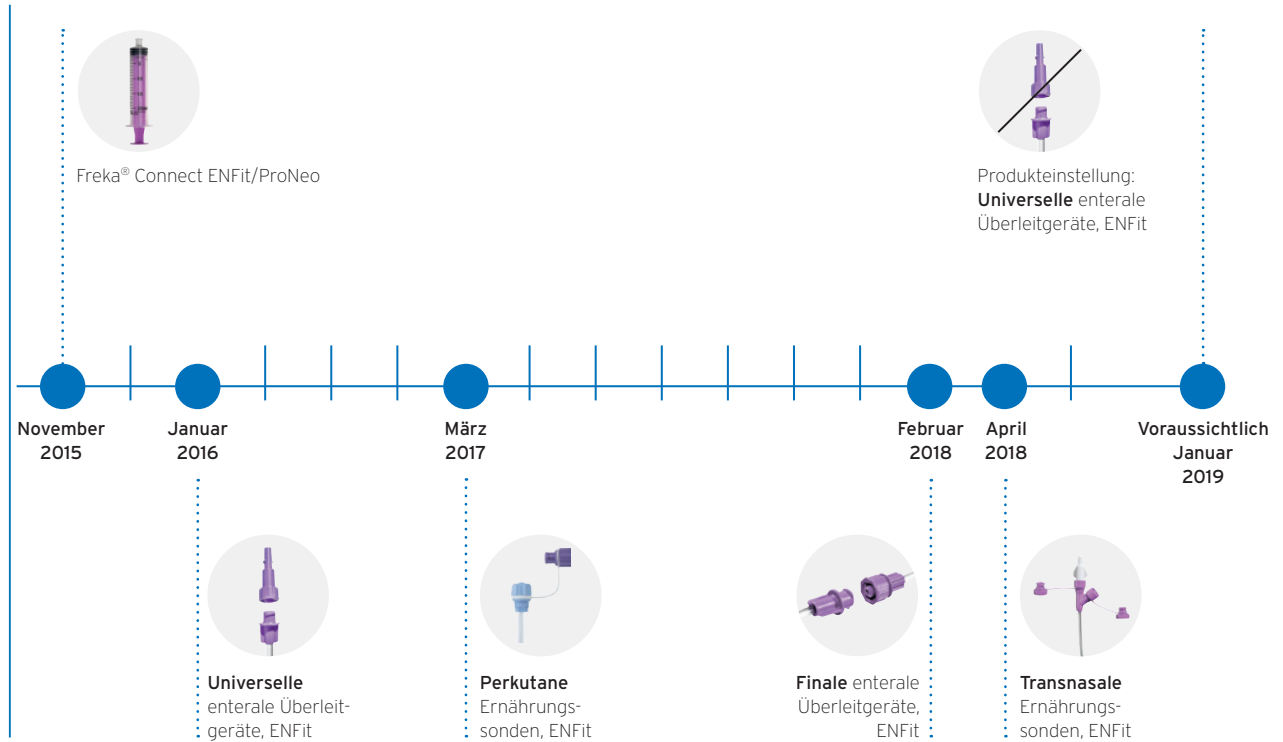 Freka® Connect ENFit/ProNeo
Produkteinstellung:
Universelle enterale
Überleitgeräte, ENFit
November
2015
Januar
2016
März
2017
Februar
2018
April
2018
Voraussichtlich
Januar
2019
Universelle
enterale Überleit-
geräte, ENFit
Perkutane
Ernährungs-
sonden, ENFit
Finale enterale
Überleitgeräte,
ENFit
Transnasale
Ernährungs-
sonden, ENFit